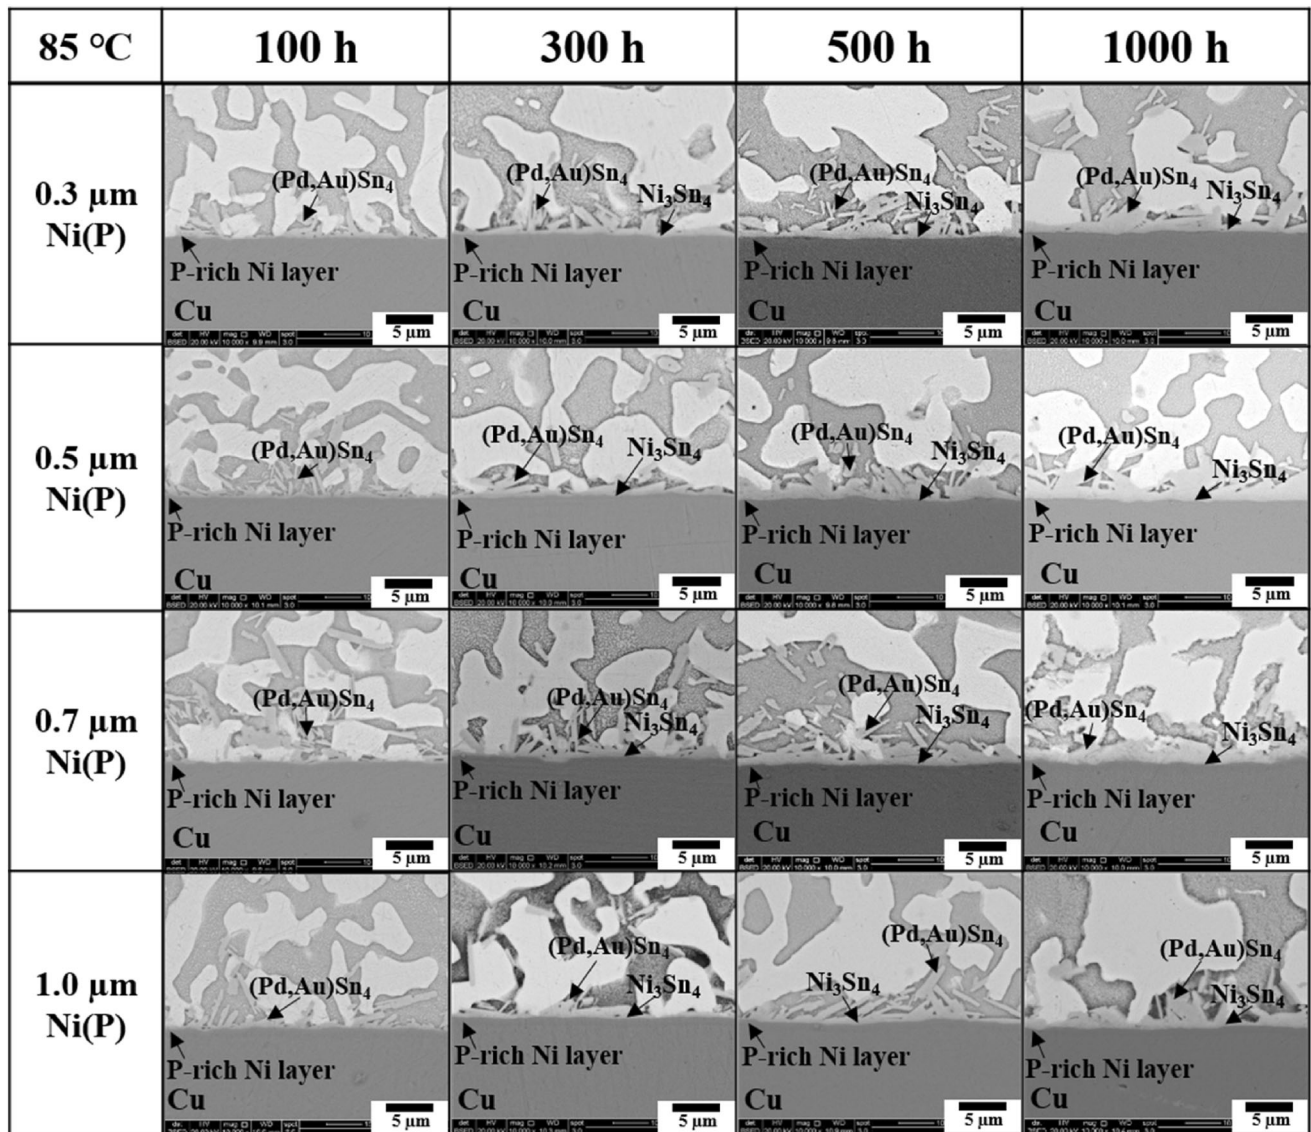 85 °C 100 h 300 h 500 h 1000 h
0.3 μm
Ni(P)
(Pd,Au)Sn4
P-rich Ni layer
Cu
5 μm
(Pd,Au)Sn4
Ni3Sn4
P-rich Ni layer
Cu
5 μm
(Pd,Au)Sn4
Ni3Sn4
P-rich Ni layer
Cu
5 μm
(Pd,Au)Sn4
Ni3Sn4
P-rich Ni layer
Cu
5 μm
0.5 μm
Ni(P)
(Pd,Au)Sn4
P-rich Ni layer
Cu
5 μm
(Pd,Au)Sn4
Ni3Sn4
P-rich Ni layer
Cu
5 μm
(Pd,Au)Sn4
Ni3Sn4
P-rich Ni layer
Cu
5 μm
(Pd,Au)Sn4
Ni3Sn4
P-rich Ni layer
Cu
5 μm
0.7 μm
Ni(P)
(Pd,Au)Sn4
P-rich Ni layer
Cu
5 μm
(Pd,Au)Sn4
Ni3Sn4
P-rich Ni layer
Cu
5 μm
(Pd,Au)Sn4
Ni3Sn4
P-rich Ni layer
Cu
5 μm
(Pd,Au)Sn4
Ni3Sn4
P-rich Ni layer
Cu
5 μm
1.0 μm
Ni(P)
(Pd,Au)Sn4
P-rich Ni layer
Cu
5 μm
(Pd,Au)Sn4
Ni3Sn4
P-rich Ni layer
Cu
5 μm
(Pd,Au)Sn4
Ni3Sn4
P-rich Ni layer
Cu
5 μm
(Pd,Au)Sn4
Ni3Sn4
P-rich Ni layer
Cu
5 μm